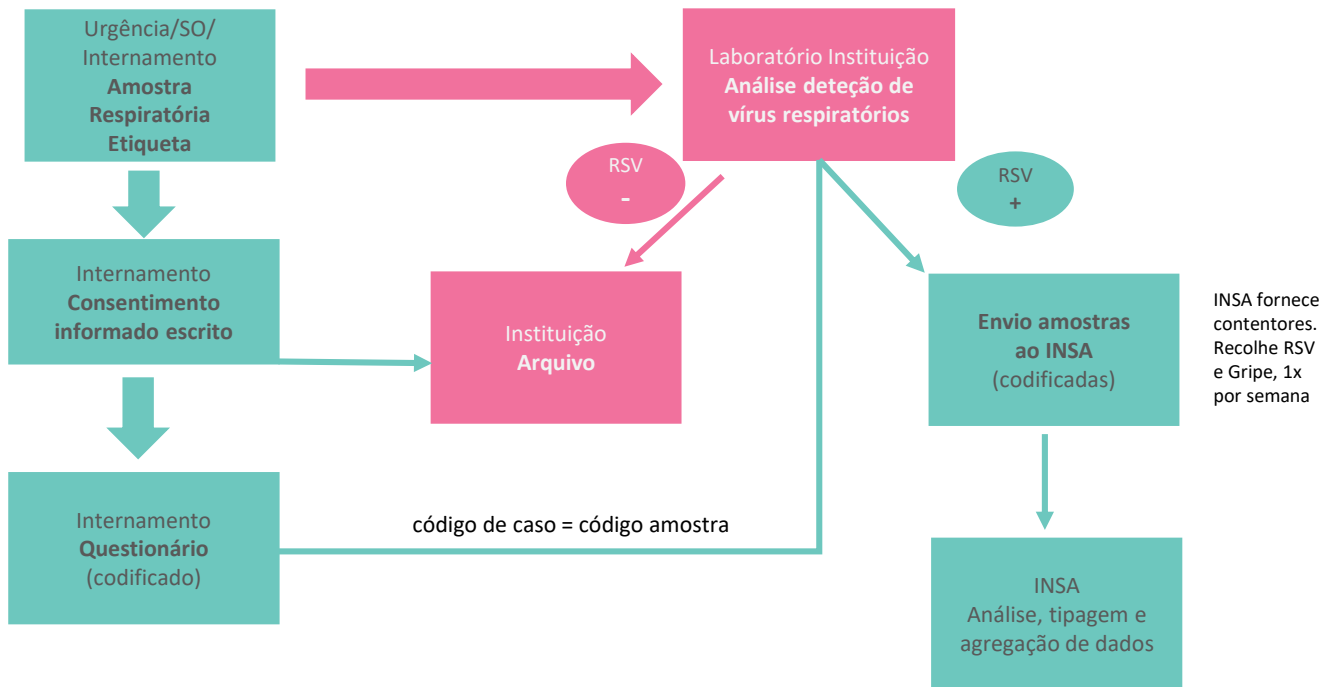 Urgência/SO/
Internamento
Amostra
Respiratória
Etiqueta
Laboratório Instituição
Análise deteção de
vírus respiratórios
RSV
-
RSV
+
Internamento
Consentimento
informado escrito
Instituição
Arquivo
Envio amostras
ao INSA
(codificadas)
INSA fornece
contentores.
Recolhe RSV
e Gripe, 1x
por semana
Internamento
Questionário
(codificado)
código de caso = código amostra
INSA
Análise, tipagem e
agregação de dados